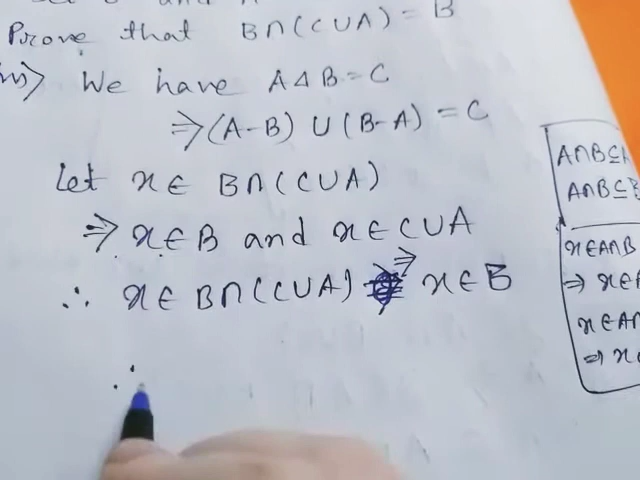 Prove that B∩(C∪A) = B
We have A Δ B = C
⇒ (A-B) ∪ (B-A) = C
Let x ∈ B∩(C∪A)
⇒ x ∈ B and x ∈ C∪A
∴ x ∈ B∩(C∪A) ⇒ x ∈ B
A∩B⊆
A∩B⊆B
x∈A∩B
⇒ x∈
x∈A∩
⇒ x